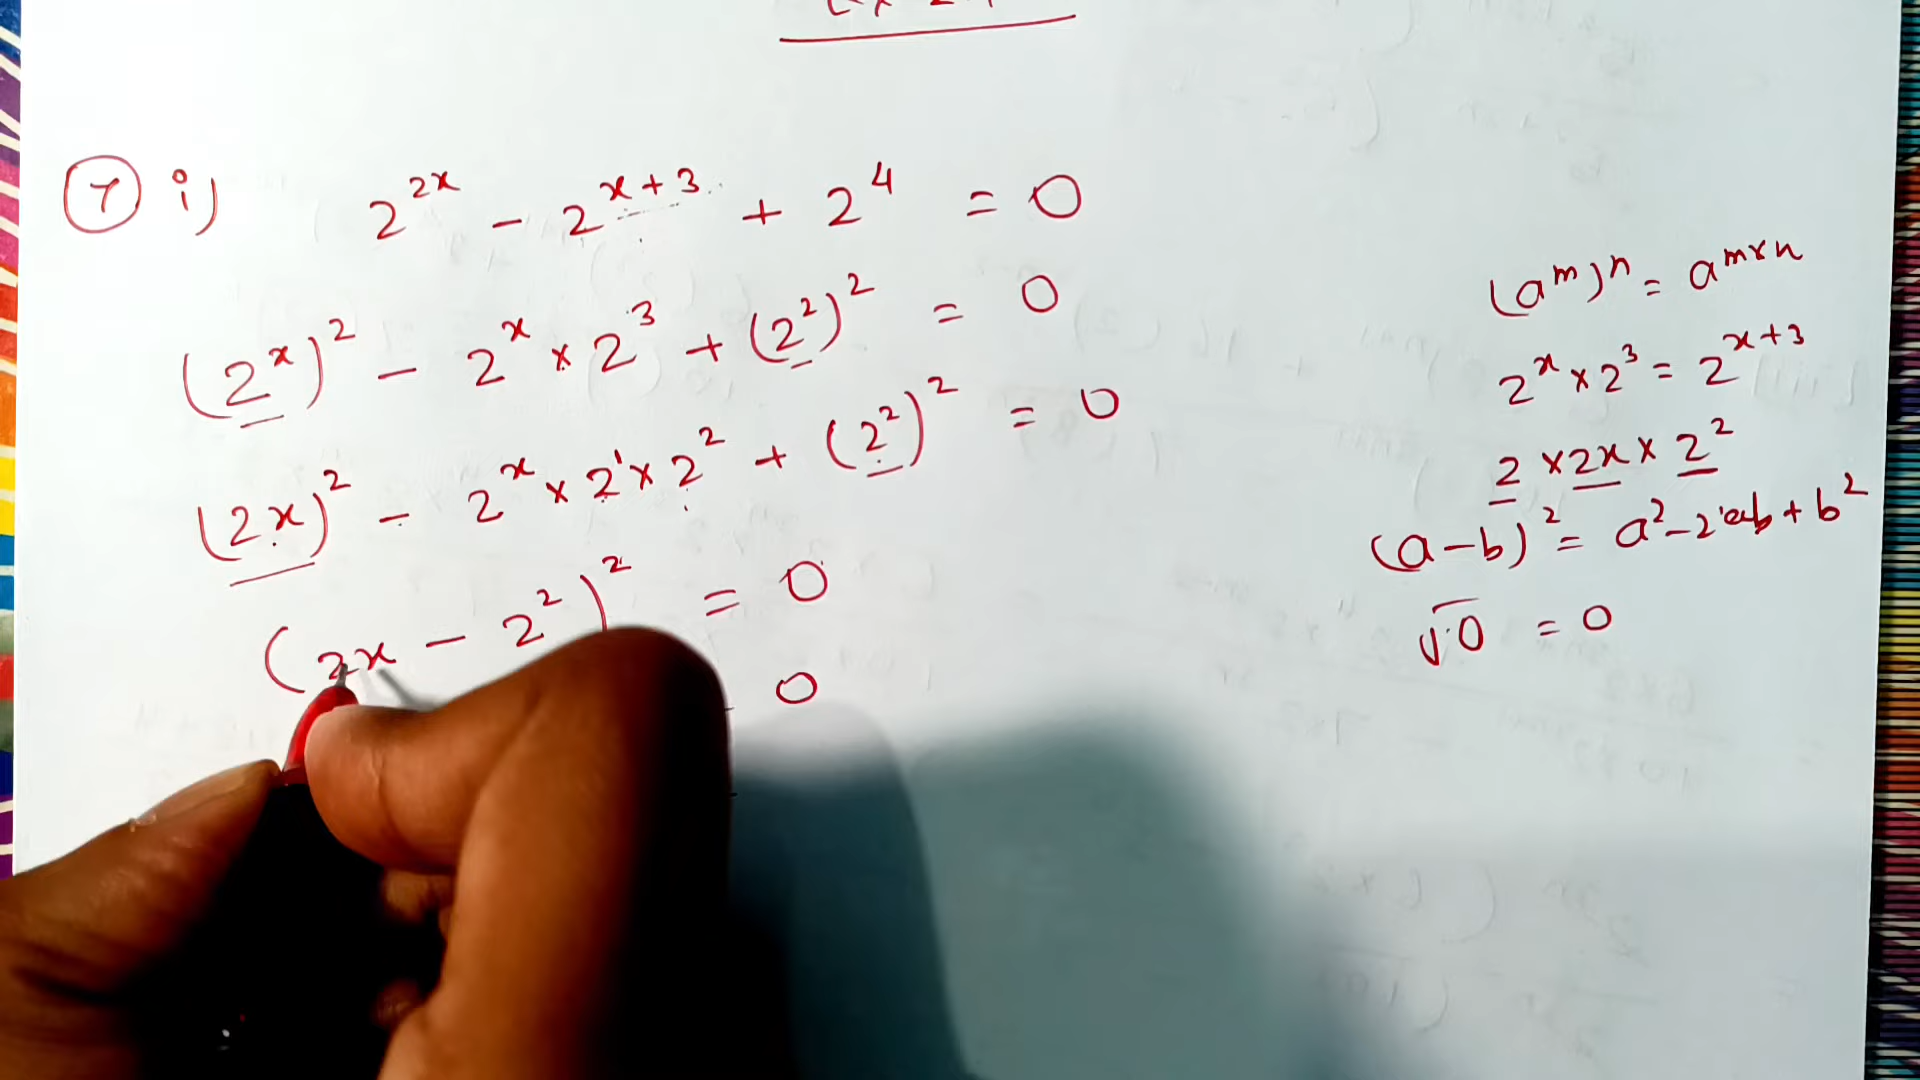 7 i) 2^{2x} - 2^{x+3} + 2^4 = 0
(2^x)^2 - 2^x × 2^3 + (2^2)^2 = 0
(2x)^2 - 2^x × 2^1 × 2^2 + (2^2)^2 = 0
(2x - 2^2)^2 = 0
0
(a^m)^n = a^{m×n}
2^x × 2^3 = 2^{x+3}
2 × 2x × 2^2
(a-b)^2 = a^2 - 2ab + b^2
√0 = 0